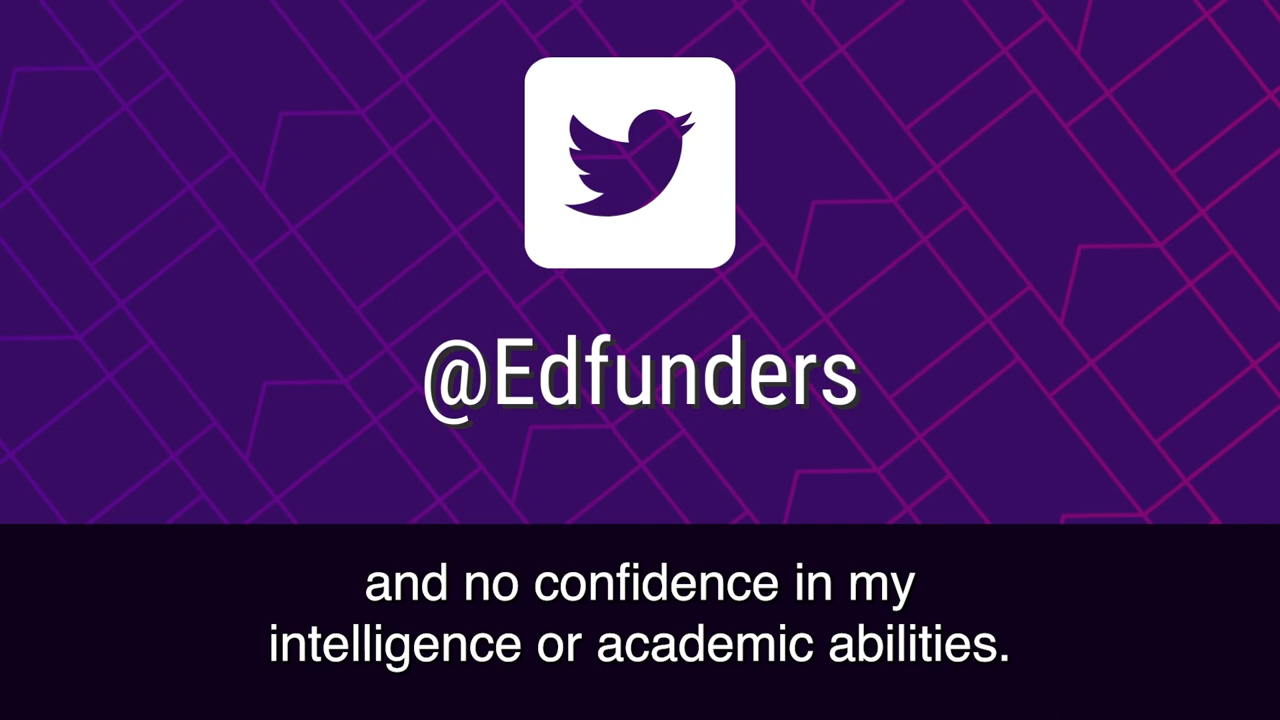 @Edfunders
and no confidence in my
intelligence or academic abilities.